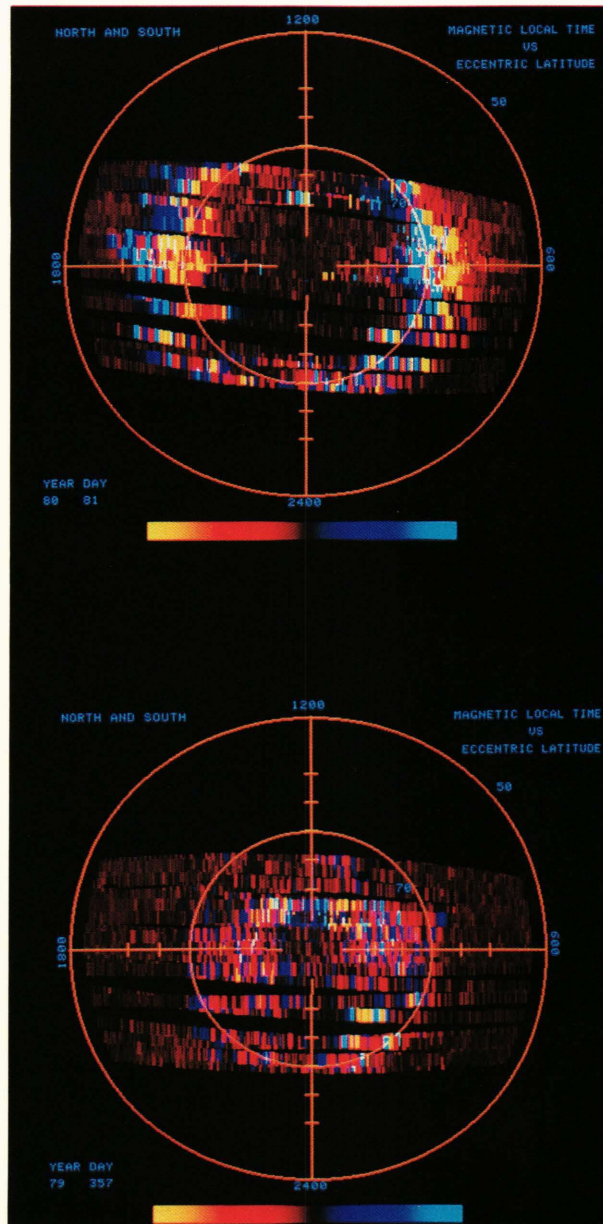 1200
NORTH AND SOUTH
MAGNETIC LOCAL TIME
VS
ECCENTRIC LATITUDE
50
70
1800
600
YEAR DAY
80 81
2400
1200
NORTH AND SOUTH
MAGNETIC LOCAL TIME
VS
ECCENTRIC LATITUDE
50
70
1800
600
YEAR DAY
79 357
2400